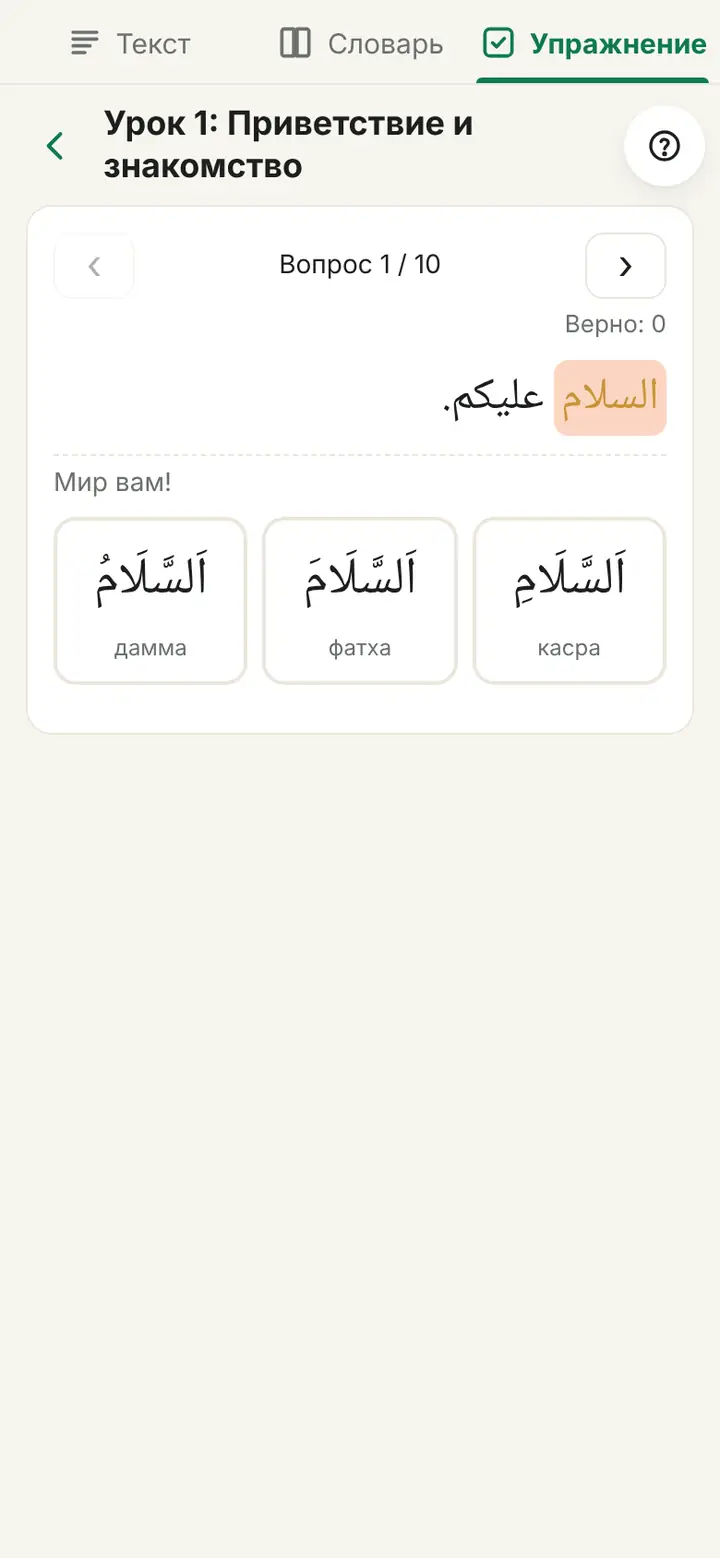 Текст Словарь Упражнение
Урок 1: Приветствие и
знакомство
Вопрос 1 / 10
Верно: 0
السلام عليكم.
Мир вам!
اَلسَّلَامُ اَلسَّلَامَ اَلسَّلَامِ
дамма фатха касра